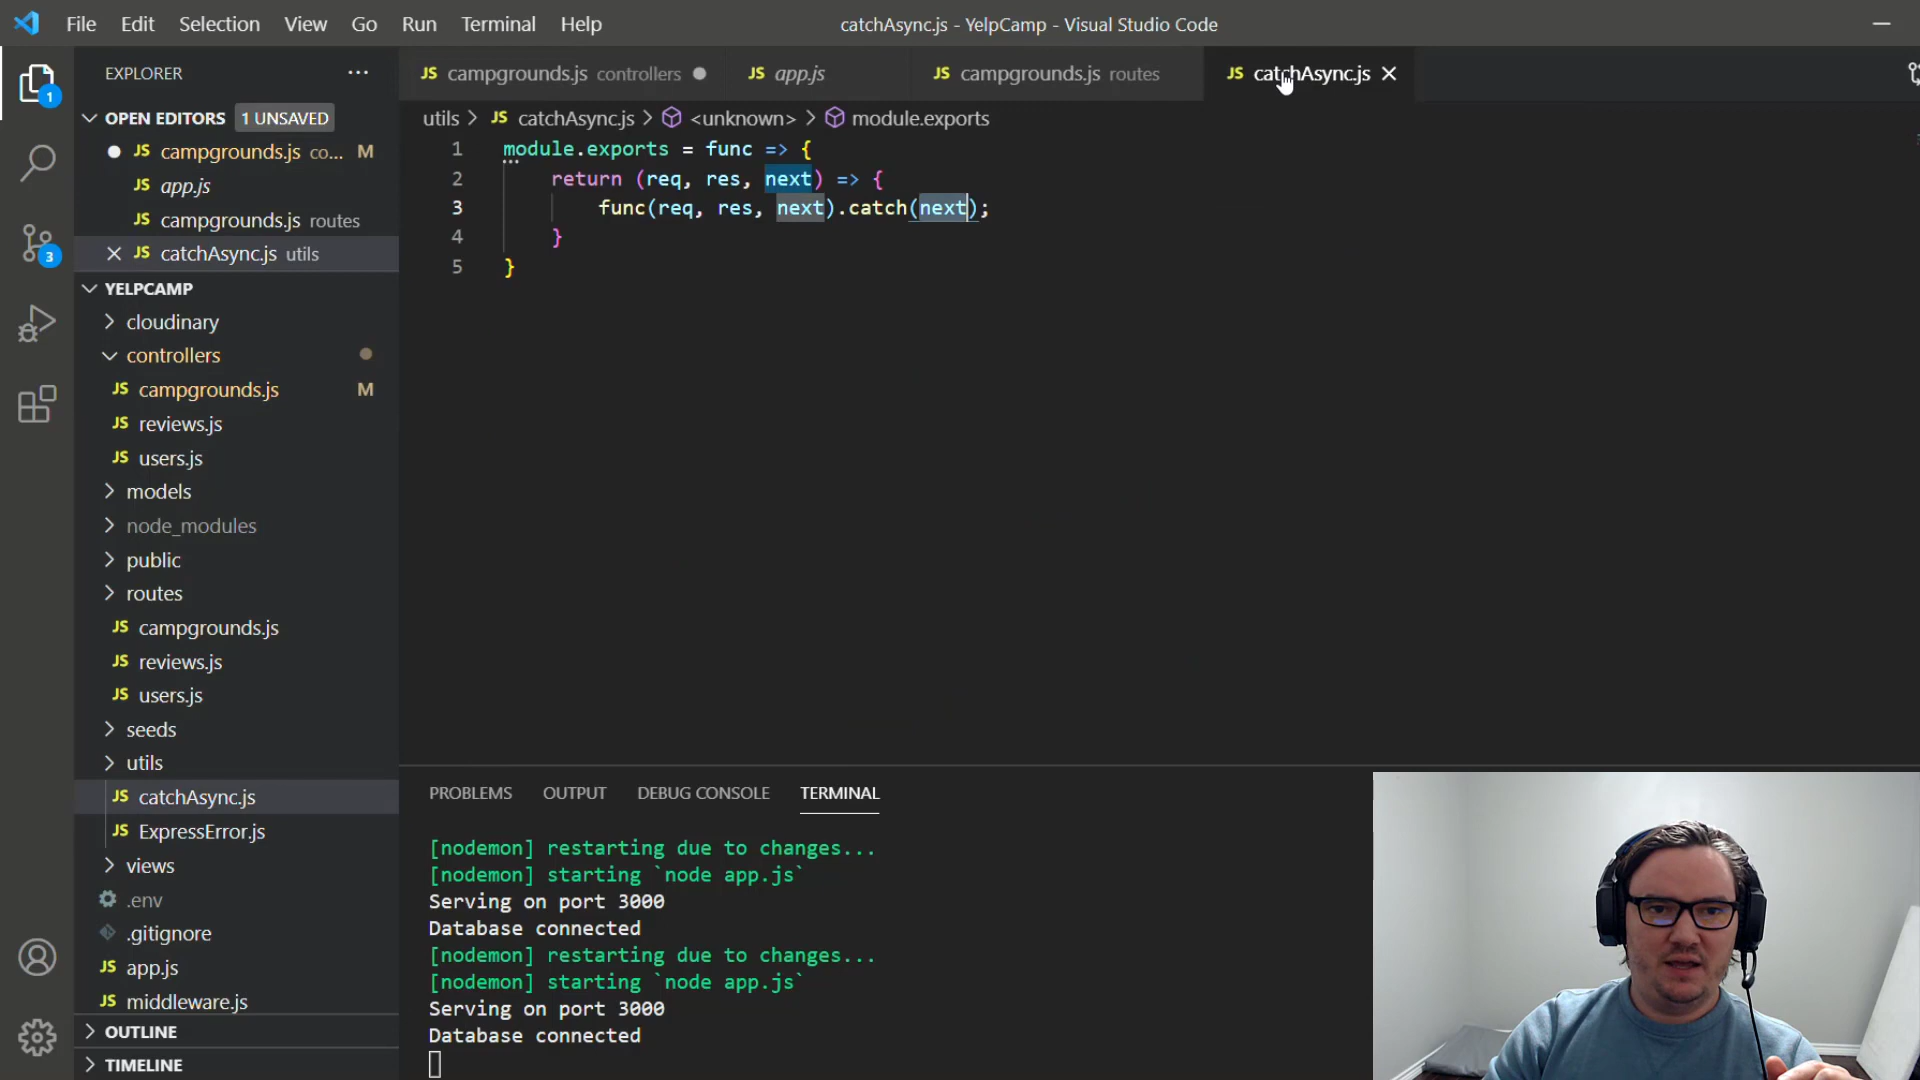 File Edit Selection View Go Run Terminal Help
catchAsync.js - YelpCamp - Visual Studio Code
EXPLORER
OPEN EDITORS 1 UNSAVED
JS campgrounds.js co... M
JS app.js
JS campgrounds.js routes
JS catchAsync.js utils
YELPCAMP
cloudinary
controllers
JS campgrounds.js M
JS reviews.js
JS users.js
models
node_modules
public
routes
JS campgrounds.js
JS reviews.js
JS users.js
seeds
utils
JS catchAsync.js
JS ExpressError.js
views
.env
.gitignore
JS app.js
JS middleware.js
OUTLINE
TIMELINE
1
3
JS campgrounds.js controllers JS app.js JS campgrounds.js routes JS catchAsync.js
utils > JS catchAsync.js > <unknown> > module.exports
1 module.exports = func => {
2 return (req, res, next) => {
3 func(req, res, next).catch(next);
4 }
5 }
PROBLEMS OUTPUT DEBUG CONSOLE TERMINAL
[nodemon] restarting due to changes...
[nodemon] starting `node app.js`
Serving on port 3000
Database connected
[nodemon] restarting due to changes...
[nodemon] starting `node app.js`
Serving on port 3000
Database connected